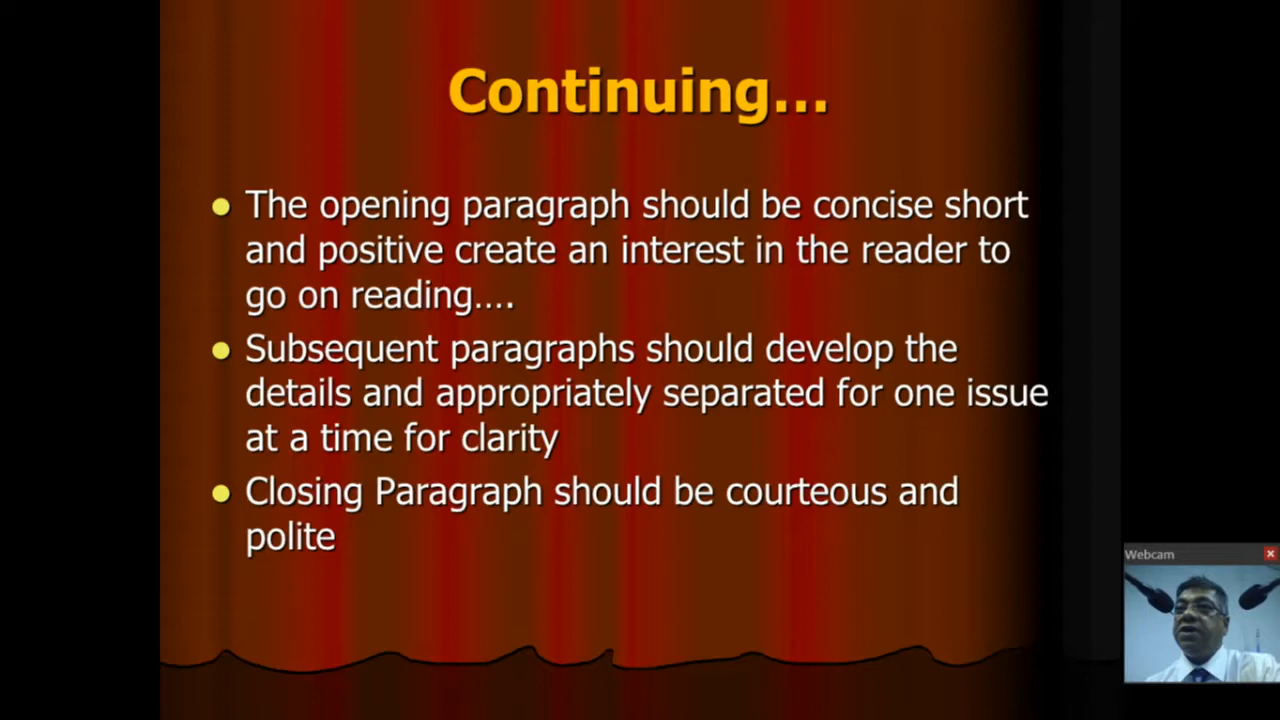 Continuing...
The opening paragraph should be concise short
and positive create an interest in the reader to
go on reading....
Subsequent paragraphs should develop the
details and appropriately separated for one issue
at a time for clarity
Closing Paragraph should be courteous and
polite
Webcam